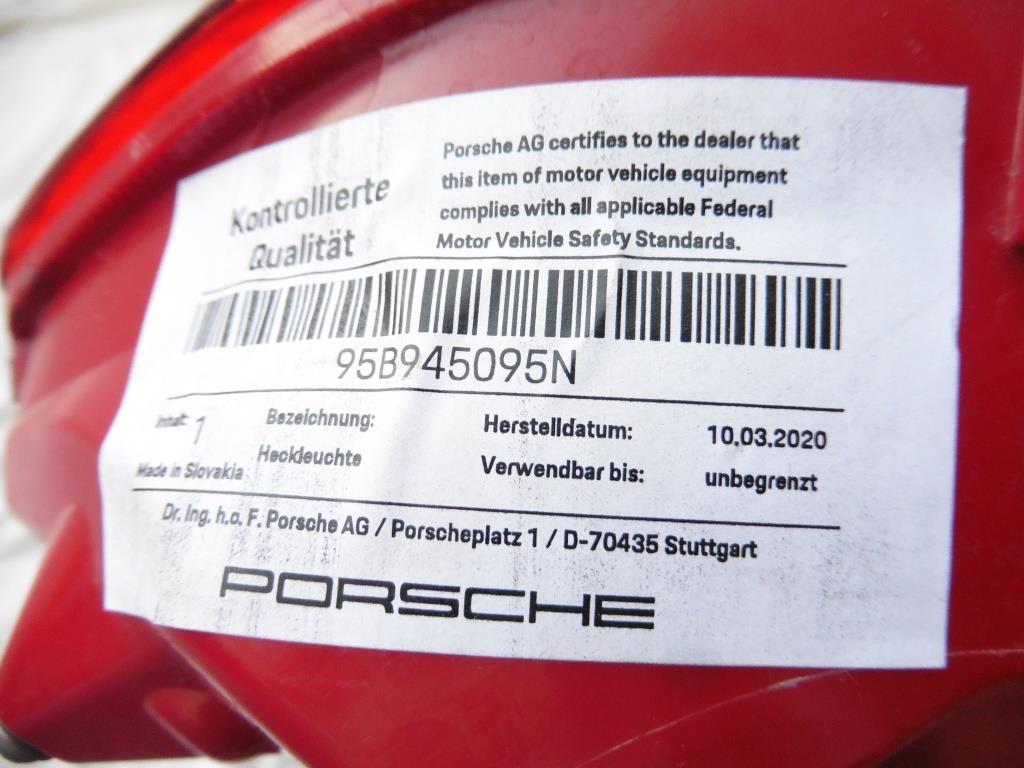 Kontrollierte
Qualität
Porsche AG certifies to the dealer that
this item of motor vehicle equipment
complies with all applicable Federal
Motor Vehicle Safety Standards.
95B945095N
Inhalt: 1
Made in Slovakia
Bezeichnung:
Heckleuchte
Herstelldatum: 10.03.2020
Verwendbar bis: unbegrenzt
Dr. Ing. h.c. F. Porsche AG / Porscheplatz 1 / D-70435 Stuttgart
PORSCHE